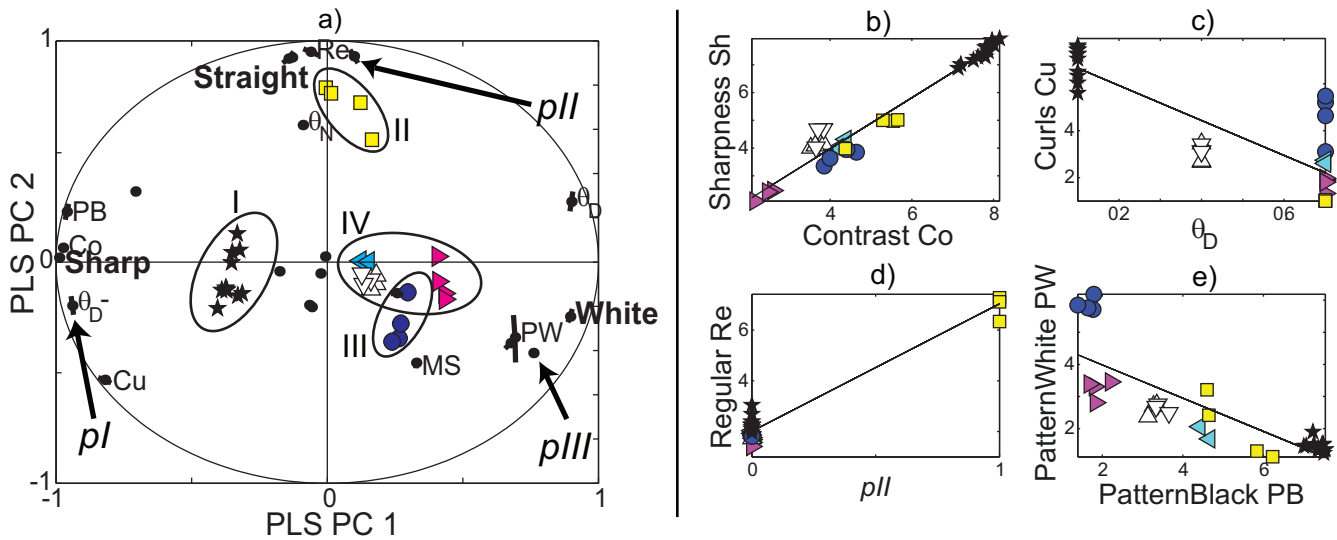 a)
1
0
-1
-1
0
1
PLS PC 2
PLS PC 1
Straight
Re
pII
θN
II
θD
PB
Co
Sharp
I
IV
θD-
III
MS
White
PW
Cu
pI
pIII
b)
Sharpness Sh
6
4
4
6
8
Contrast Co
c)
Curls Cu
6
4
2
02
04
06
θD
d)
Regular Re
6
4
2
0
1
pII
e)
PatternWhite PW
6
4
2
2
4
6
PatternBlack PB